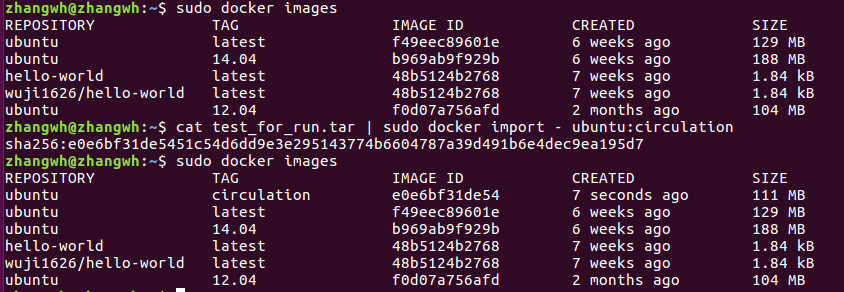 zhangwh@zhangwh:~$ sudo docker images
REPOSITORY TAG IMAGE ID CREATED SIZE
ubuntu latest f49eec89601e 6 weeks ago 129 MB
ubuntu 14.04 b969ab9f929b 6 weeks ago 188 MB
hello-world latest 48b5124b2768 7 weeks ago 1.84 kB
wuji1626/hello-world latest 48b5124b2768 7 weeks ago 1.84 kB
ubuntu 12.04 f0d07a756afd 2 months ago 104 MB
zhangwh@zhangwh:~$ cat test_for_run.tar | sudo docker import - ubuntu:circulation
sha256:e0e6bf31de5451c54d6dd9e3e295143774b6604787a39d491b6e4dec9ea195d7
zhangwh@zhangwh:~$ sudo docker images
REPOSITORY TAG IMAGE ID CREATED SIZE
ubuntu circulation e0e6bf31de54 7 seconds ago 111 MB
ubuntu latest f49eec89601e 6 weeks ago 129 MB
ubuntu 14.04 b969ab9f929b 6 weeks ago 188 MB
hello-world latest 48b5124b2768 7 weeks ago 1.84 kB
wuji1626/hello-world latest 48b5124b2768 7 weeks ago 1.84 kB
ubuntu 12.04 f0d07a756afd 2 months ago 104 MB